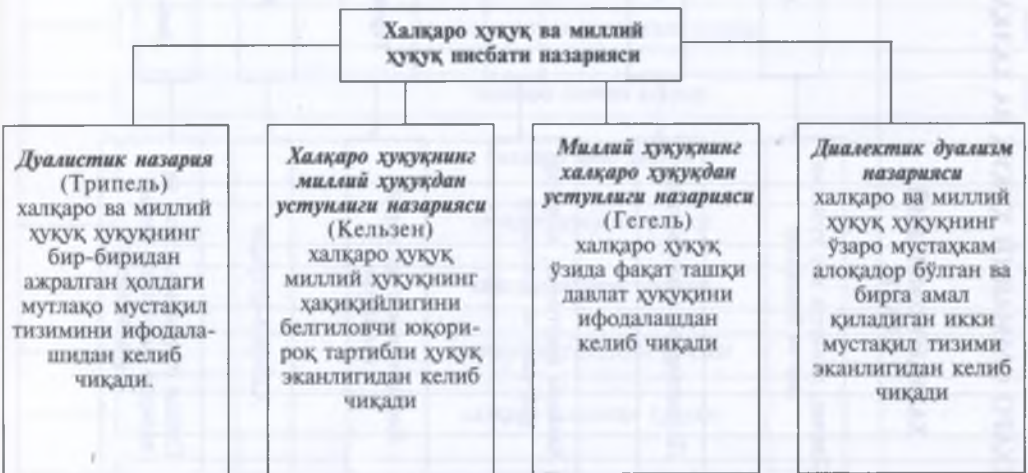 Халқаро ҳуқуқ ва миллий
ҳуқуқ нисбати назарияси
Дуалистик назария
(Трипель)
халқаро ва миллий
ҳуқуқ ҳуқуқнинг
бир-биридан
ажралган ҳолдаги
мутлақо мустақил
тизимини ифодала-
шидан келиб
чиқади.
Халқаро ҳуқуқнинг
миллий ҳуқуқдан
устунлиги назарияси
(Кельзен)
халқаро ҳуқуқ
миллий ҳуқуқнинг
ҳақиқийлигини
белгиловчи юқори-
роқ тартибли ҳуқуқ
эканлигидан келиб
чиқади
Миллий ҳуқуқнинг
халқаро ҳуқуқдан
устунлиги назарияси
(Гегель)
халқаро ҳуқуқ
ўзида фақат ташқи
давлат ҳуқуқини
ифодалашдан
келиб чиқади
Диалектик дуализм
назарияси
халқаро ва миллий
ҳуқуқ ҳуқуқнинг
ўзаро мустаҳкам
алоқадор бўлган ва
бирга амал
қиладиган икки
мустақил тизими
эканлигидан келиб
чиқади